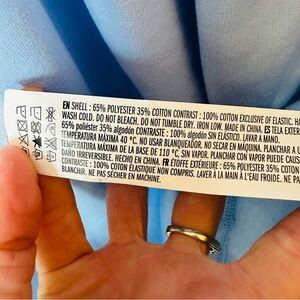 EN SHELL : 65% POLYESTER 35% COTTON CONTRAST : 100% COTTON EXCLUSIVE OF ELASTIC. HA
WASH COLD. DO NOT BLEACH. DO NOT TUMBLE DRY. IRON LOW. MADE IN CHINA. ES TELA EXTER
65% poliéster 35% algodón CONTRASTE : 100% algodón SIN ELÁSTICO. LAVAR A MANO.
TEMPERATURA MÁXIMA 40 °C. NO USAR BLANQUEADOR. NO SECAR EN MÁQUINA. PLANCHAR A U
TEMPERATURA MÁXIMA DE LA BASE DE 110 °C, SIN VAPOR. PLANCHAR CON VAPOR PUEDE CAUS
DAÑO IRREVERSIBLE. HECHO EN CHINA. FR ÉTOFFE EXTÉRIEURE : 65% POLYESTER 35% COTO
CONTRASTE : 100% COTON ÉLASTIQUE NON COMPRIS. LAVER À LA MAIN À L'EAU FROIDE. NE P
BLANCHIR. NE PAS SÉCHER EN MACHINE.